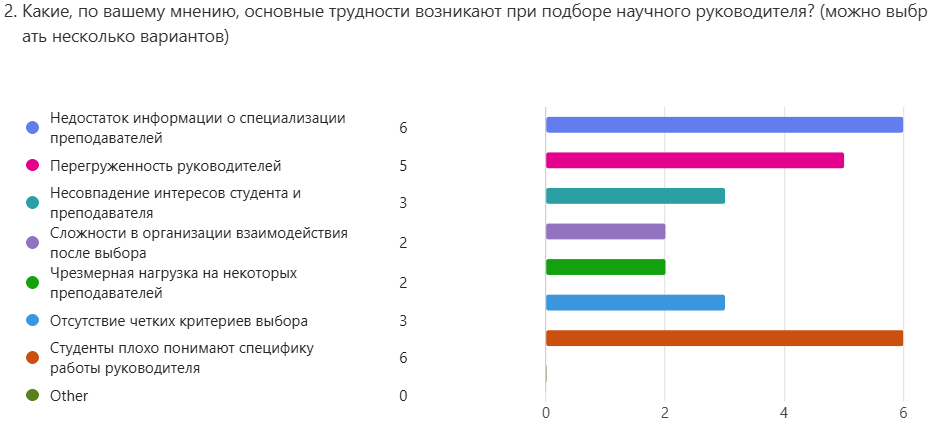 2. Какие, по вашему мнению, основные трудности возникают при подборе научного руководителя? (можно выбр
ать несколько вариантов)
Недостаток информации о специализации
преподавателей
6
Перегруженность руководителей
5
Несовпадение интересов студента и
преподавателя
3
Сложности в организации взаимодействия
после выбора
2
Чрезмерная нагрузка на некоторых
преподавателей
2
Отсутствие четких критериев выбора
3
Студенты плохо понимают специфику
работы руководителя
6
Other
0
0 2 4 6